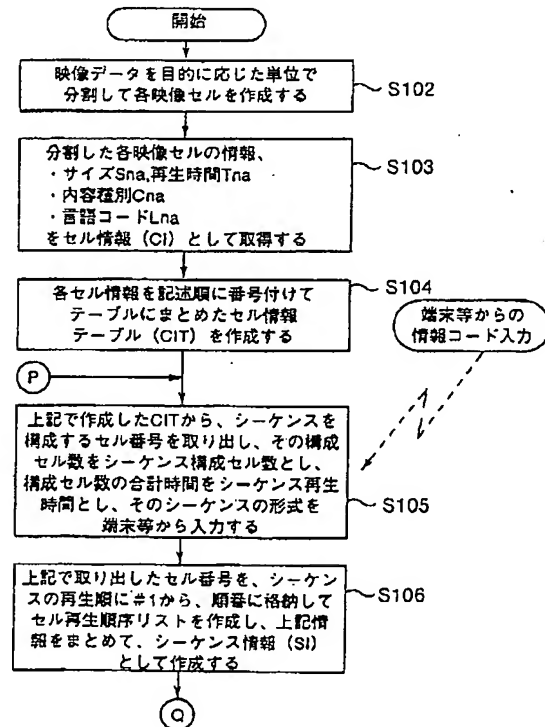 開始
映像データを目的に応じた単位で
分割して各映像セルを作成する
S102
分割した各映像セルの情報、
・サイズSna,再生時間Tna
・内容種別Cna
・言語コードLna
をセル情報（CI）として取得する
S103
各セル情報を記述順に番号付けて
テーブルにまとめたセル情報
テーブル（CIT）を作成する
S104
端末等からの
情報コード入力
P
上記で作成したCITから、シーケンスを
構成するセル番号を取り出し、その構成
セル数をシーケンス構成セル数とし、
構成セル数の合計時間をシーケンス再生
時間とし、そのシーケンスの形式を
端末等から入力する
S105
上記で取り出したセル番号を、シーケン
スの再生順に#1から、順番に格納して
セル再生順序リストを作成し、上記情
報をまとめて、シーケンス情報（SI）
として作成する
S106
Q